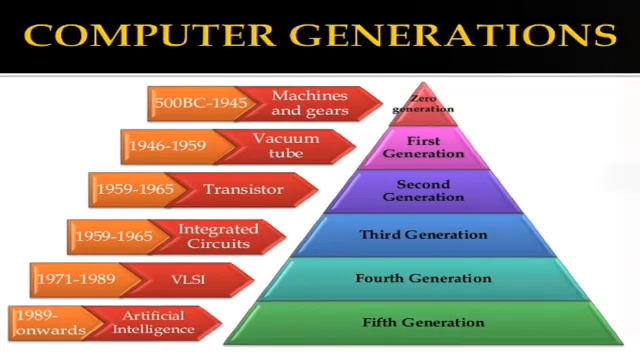 COMPUTER GENERATIONS
500BC-1945
Machines
and gears
Zero
generation
1946-1959
Vacuum
tube
First
Generation
1959-1965
Transistor
Second
Generation
1959-1965
Integrated
Circuits
Third Generation
1971-1989
VLSI
Fourth Generation
1989-
onwards
Artificial
Intelligence
Fifth Generation